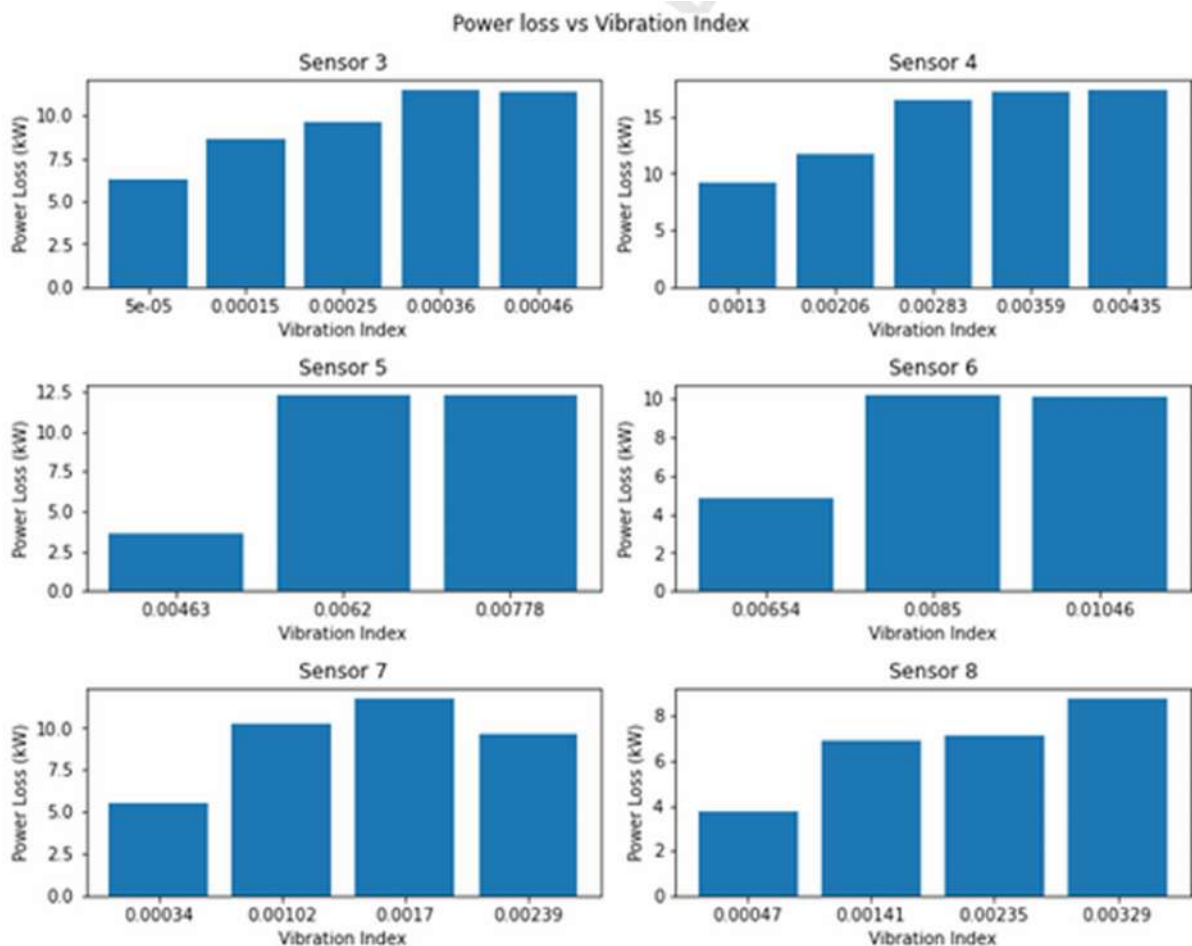 Power loss vs Vibration Index
Sensor 3
Power Loss (kW)
10.0
7.5
5.0
2.5
0.0
5e-05 0.00015 0.00025 0.00036 0.00046
Vibration Index
Sensor 4
Power Loss (kW)
15
10
5
0
0.0013 0.00206 0.00283 0.00359 0.00435
Vibration Index
Sensor 5
Power Loss (kW)
12.5
10.0
7.5
5.0
2.5
0.0
0.00463 0.0062 0.00778
Vibration Index
Sensor 6
Power Loss (kW)
10
8
6
4
2
0
0.00654 0.0085 0.01046
Vibration Index
Sensor 7
Power Loss (kW)
10.0
7.5
5.0
2.5
0.0
0.00034 0.00102 0.0017 0.00239
Vibration Index
Sensor 8
Power Loss (kW)
8
6
4
2
0
0.00047 0.00141 0.00235 0.00329
Vibration Index